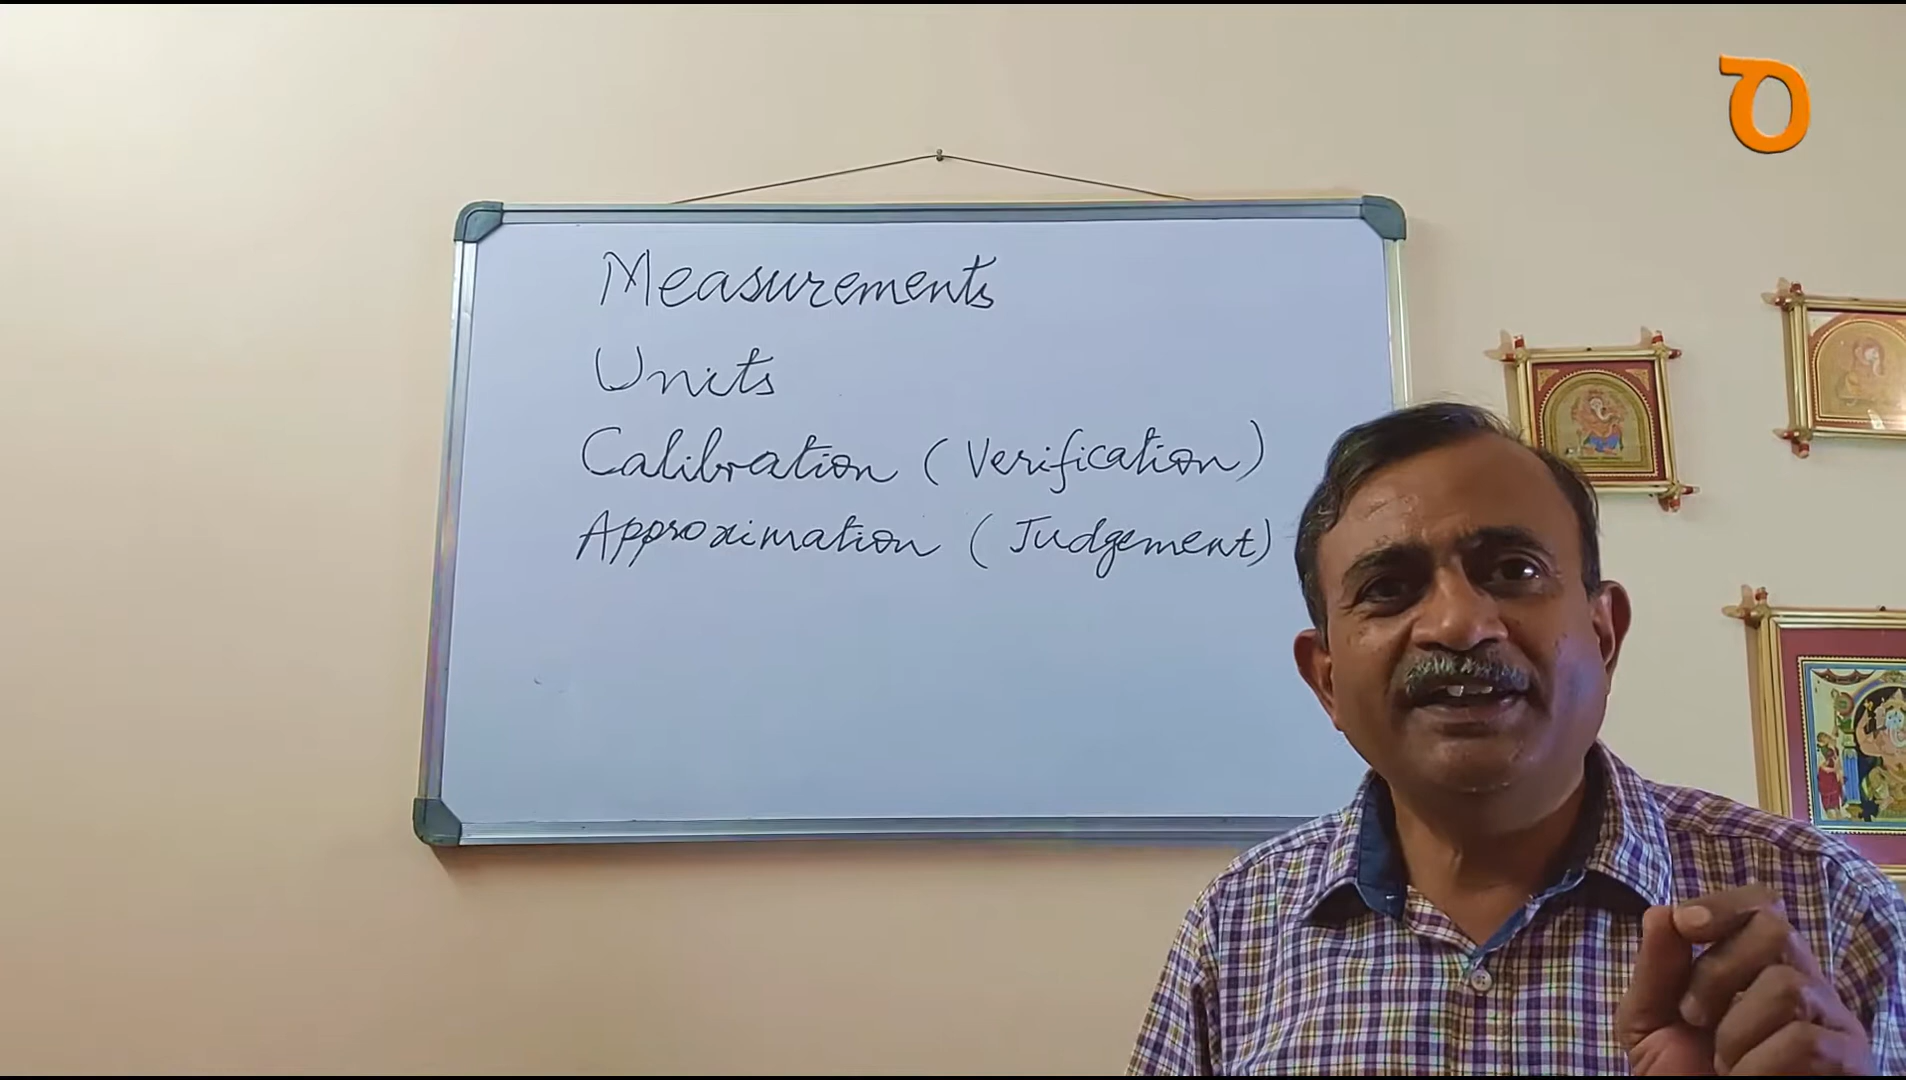 Measurements
Units
Calibration (Verification)
Approximation (Judgement)